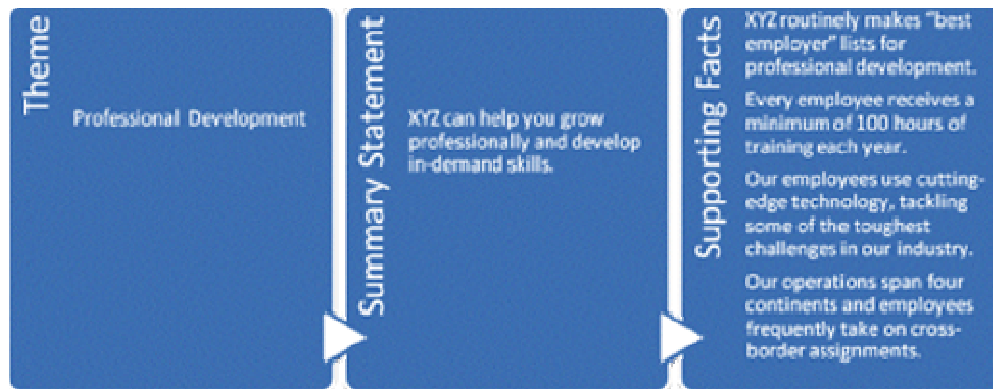 Theme
Professional Development
Summary Statement
XYZ can help you grow
professionally and develop
in-demand skills.
Supporting Facts
XYZ routinely makes "best
employer" lists for
professional development.
Every employee receives a
minimum of 100 hours of
training each year.
Our employees use cutting-
edge technology, tackling
some of the toughest
challenges in our industry.
Our operations span four
continents and employees
frequently take on cross-
border assignments.